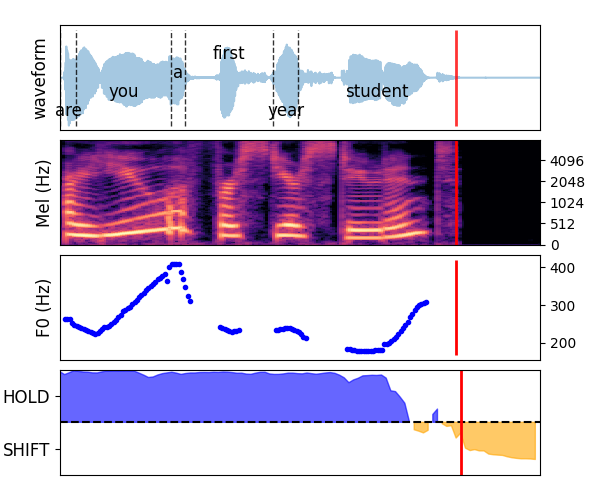 waveform
are
you
a
first
year
student
Mel (Hz)
4096
2048
1024
512
0
F0 (Hz)
400
300
200
HOLD
SHIFT